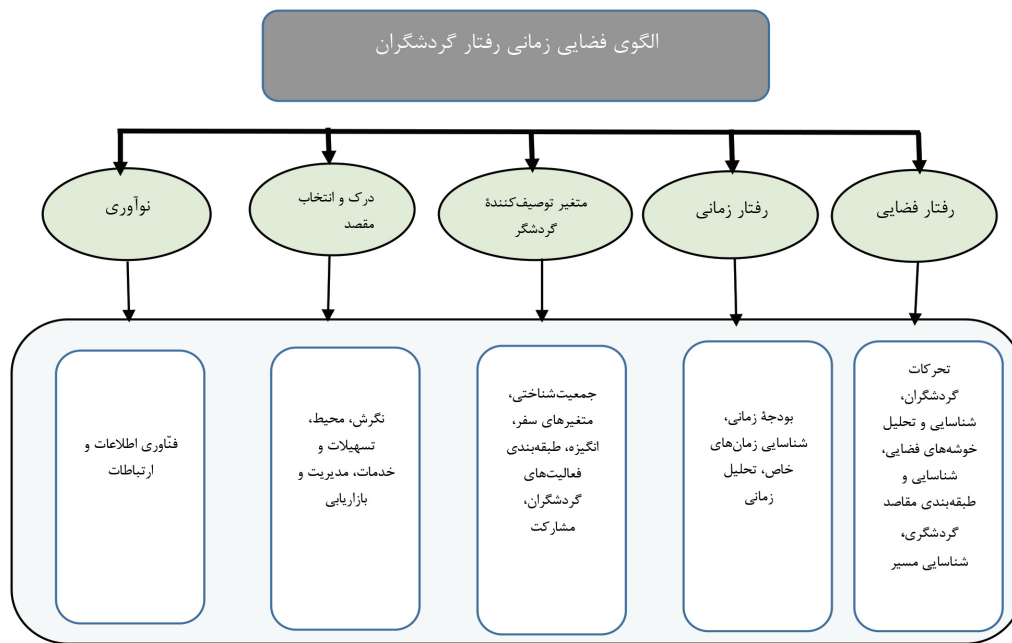 الگوی فضایی زمانی رفتار گردشگران
رفتار فضایی
رفتار زمانی
متغیر توصیف‌کنندۀ
گردشگر
درک و انتخاب
مقصد
نوآوری
تحرکات
گردشگران،
شناسایی و تحلیل
خوشه‌های فضایی،
شناسایی و
طبقه‌بندی مقاصد
گردشگری،
شناسایی مسیر
بودجۀ زمانی،
شناسایی زمان‌های
خاص، تحلیل
زمانی
جمعیت‌شناختی،
متغیرهای سفر،
انگیزه، طبقه‌بندی
فعالیت‌های
گردشگران،
مشارکت
نگرش، محیط،
تسهیلات و
خدمات، مدیریت و
بازاریابی
فنّاوری اطلاعات و
ارتباطات